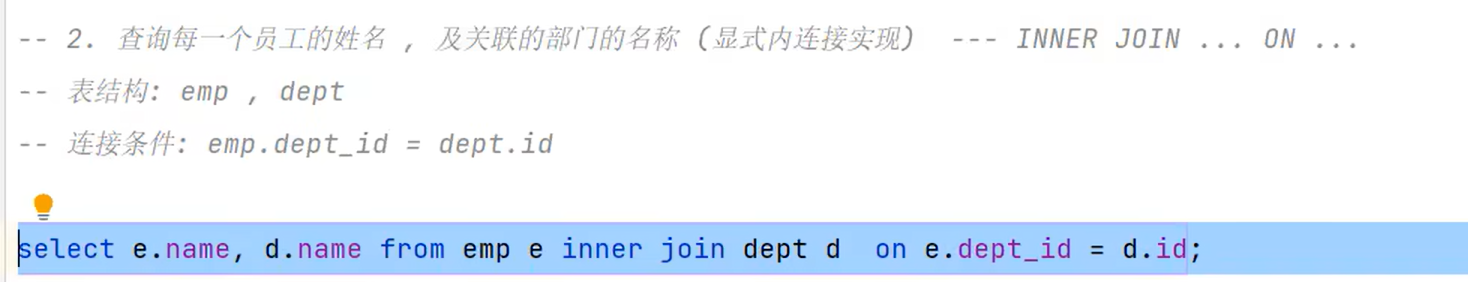 -- 2. 查询每一个员工的姓名 , 及关联的部门的名称 (显式内连接实现)  --- INNER JOIN ... ON ...
-- 表结构: emp , dept
-- 连接条件: emp.dept_id = dept.id
select e.name, d.name from emp e inner join dept d  on e.dept_id = d.id;